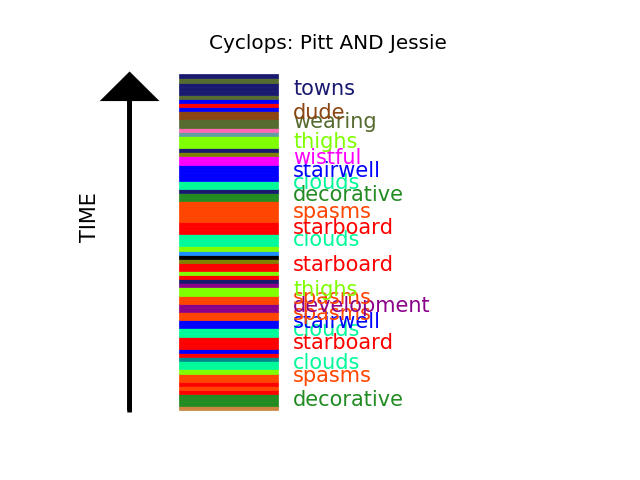 Cyclops: Pitt AND Jessie
TIME
towns
dude
wearing
thighs
wistful
stairwell
clouds
decorative
spasms
starboard
clouds
starboard
thighs
spasms
development
spasms
stairwell
clouds
starboard
clouds
spasms
decorative